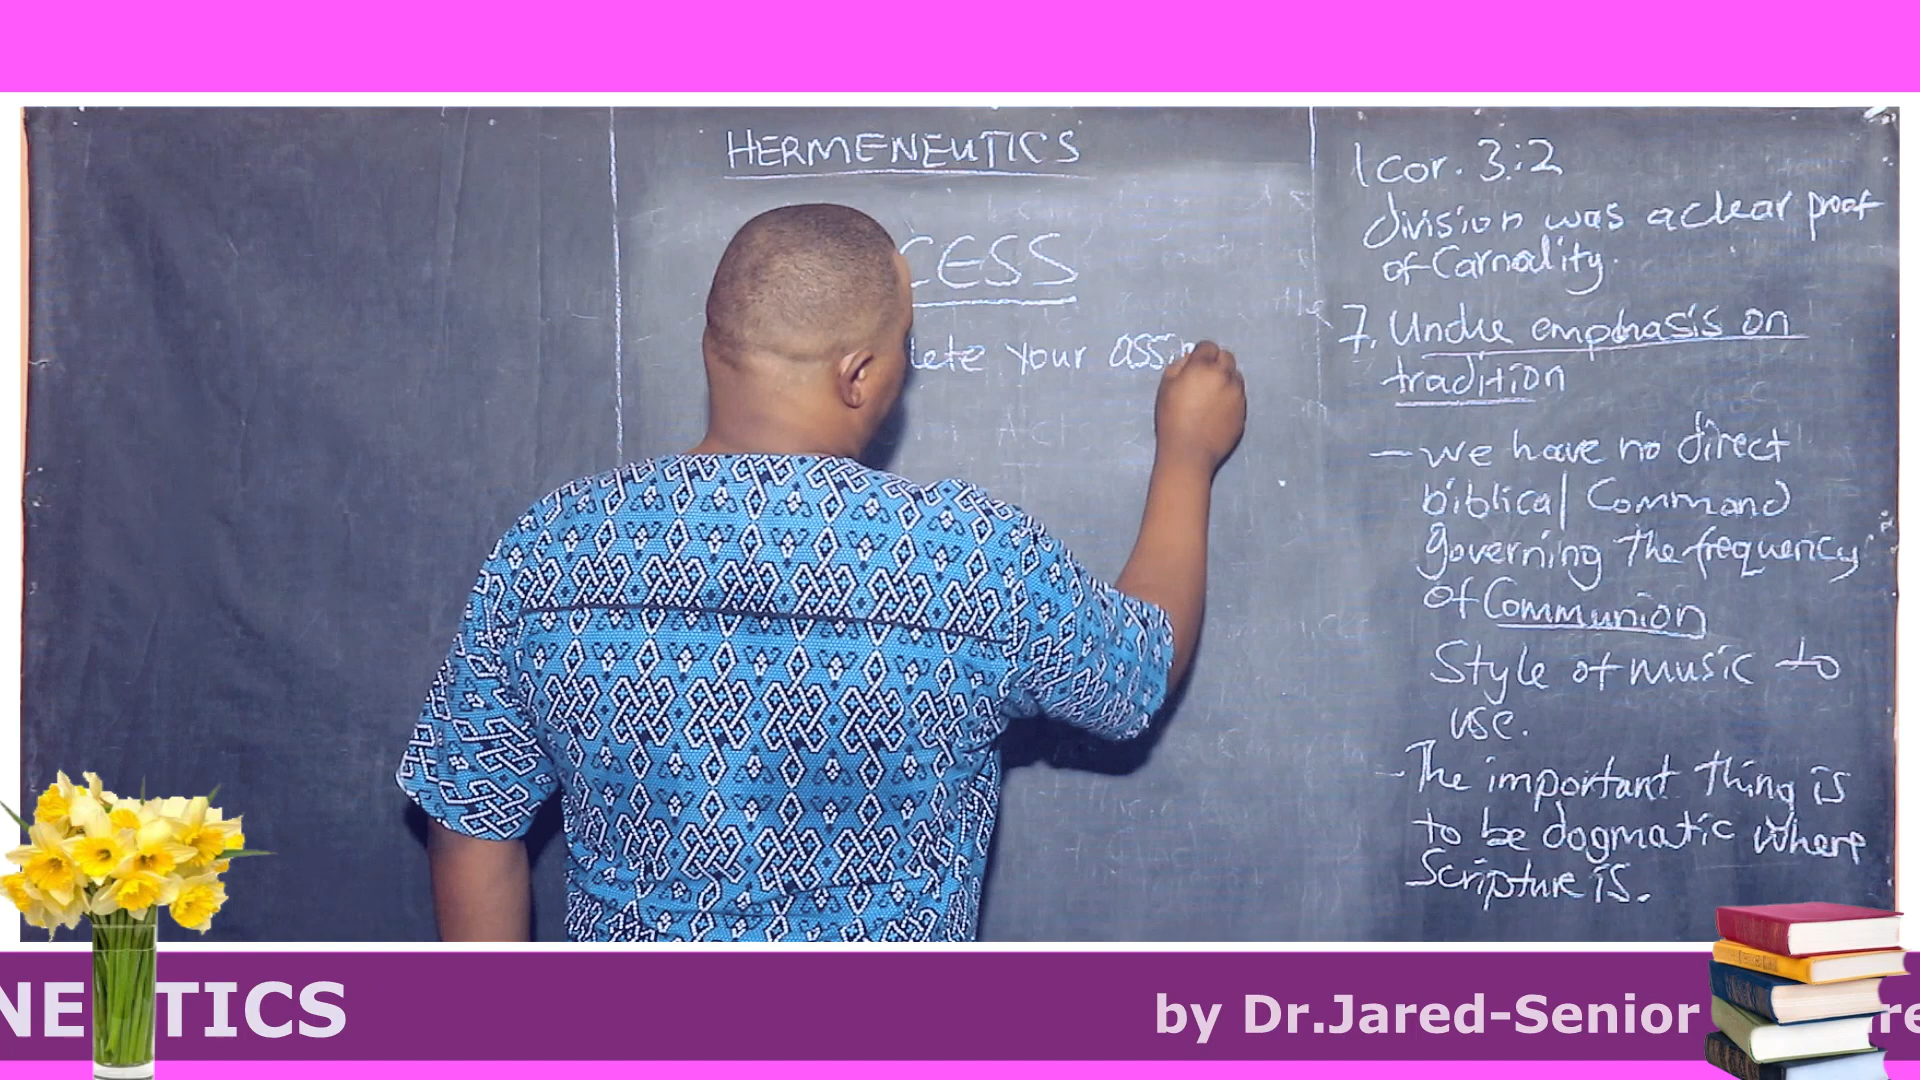 HERMENEUTICS
CESS
lete your assi
1 cor. 3:2
division was a clear proof
of Carnality.
7. Undue emphasis on
tradition
- we have no direct
biblical Command
governing the frequency
of Communion
Style of music to
use.
- The important thing is
to be dogmatic where
Scripture is.
NE TICS
by Dr.Jared-Senior re